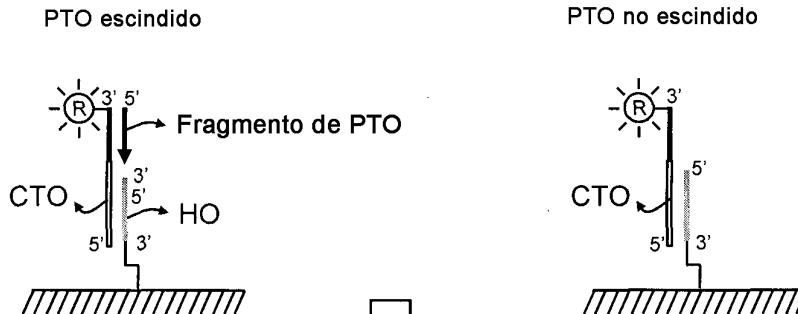 PTO escindido
R 3' 5'
Fragmento de PTO
3'
5'
CTO
HO
5' 3'
PTO no escindido
R 3'
5'
CTO
5' 3'